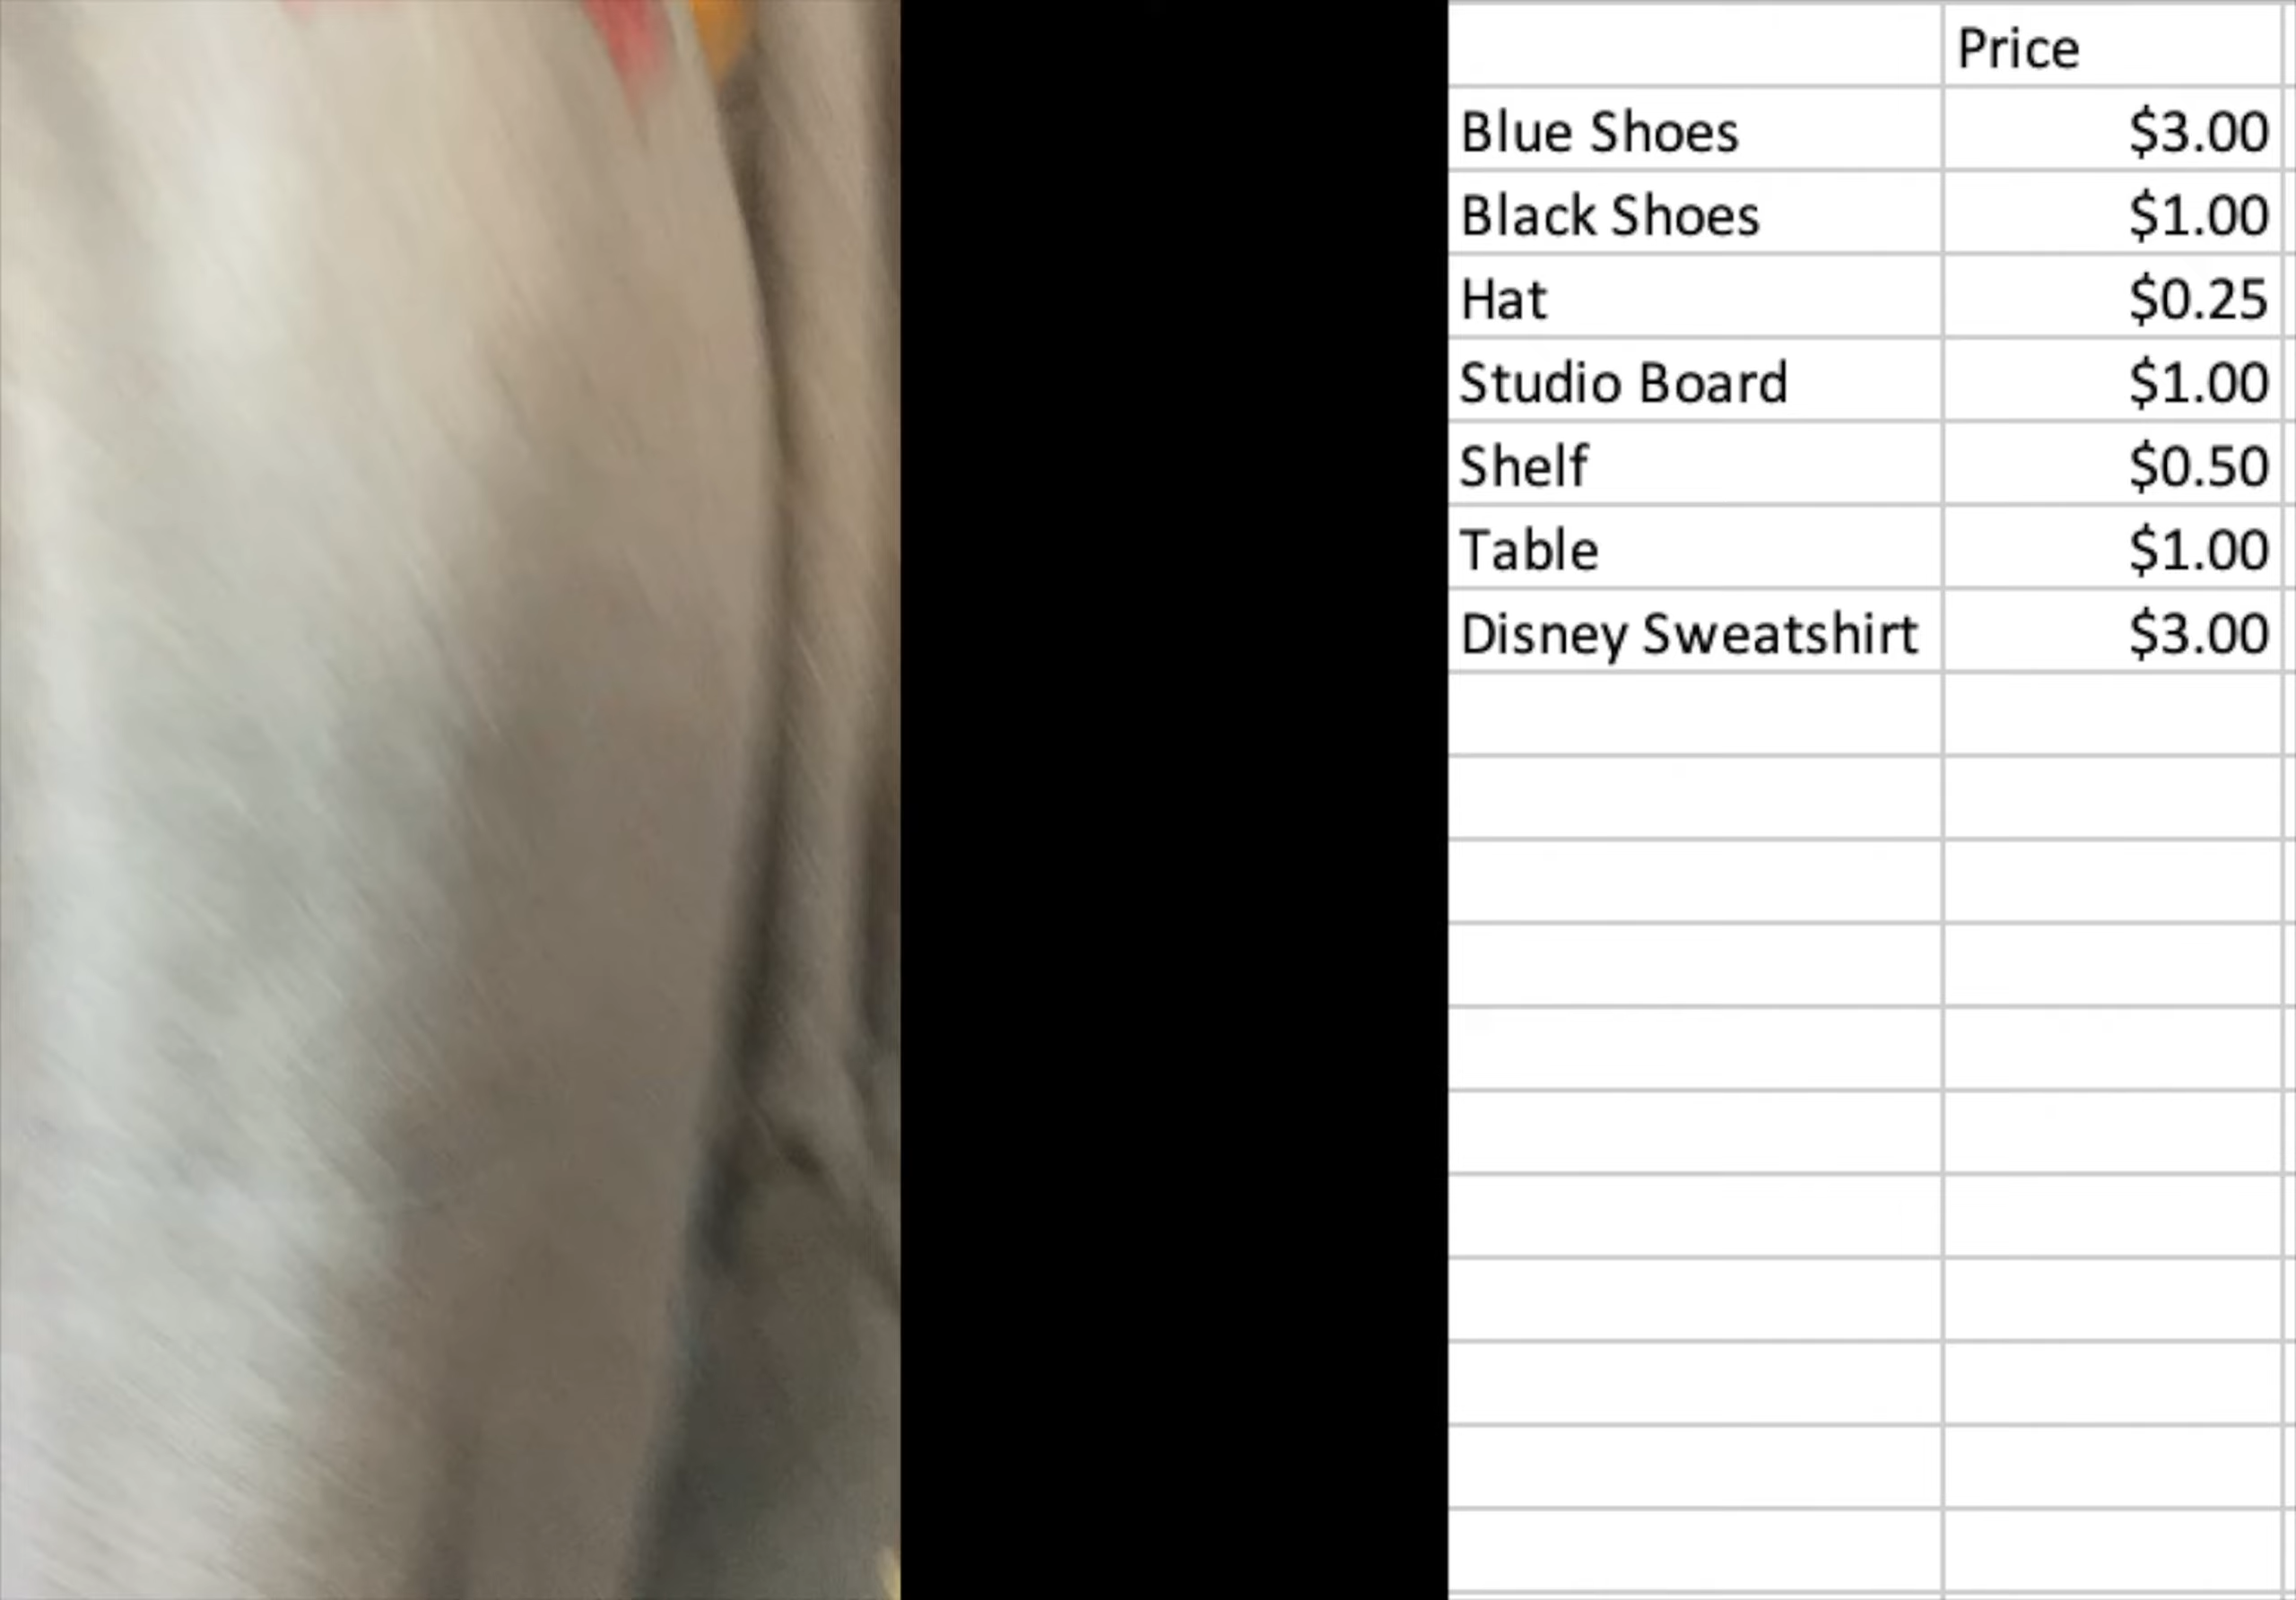 Price
Blue Shoes $3.00
Black Shoes $1.00
Hat $0.25
Studio Board $1.00
Shelf $0.50
Table $1.00
Disney Sweatshirt $3.00